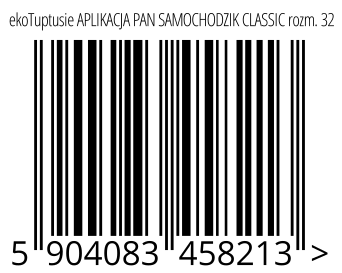 ekoTuptusie APLIKACJA PAN SAMOCHODZIK CLASSIC rozm. 32
5 904083 458213 >